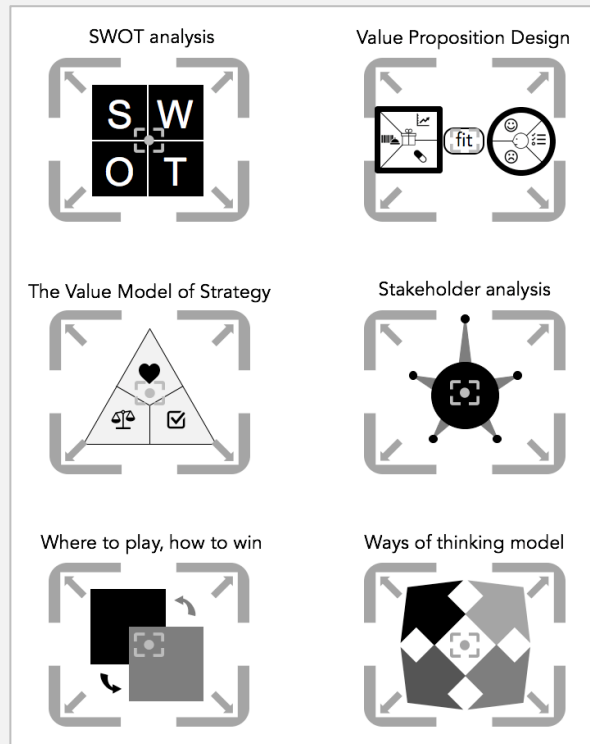 SWOT analysis
Value Proposition Design
S W
O T
fit
The Value Model of Strategy
Stakeholder analysis
Where to play, how to win
Ways of thinking model